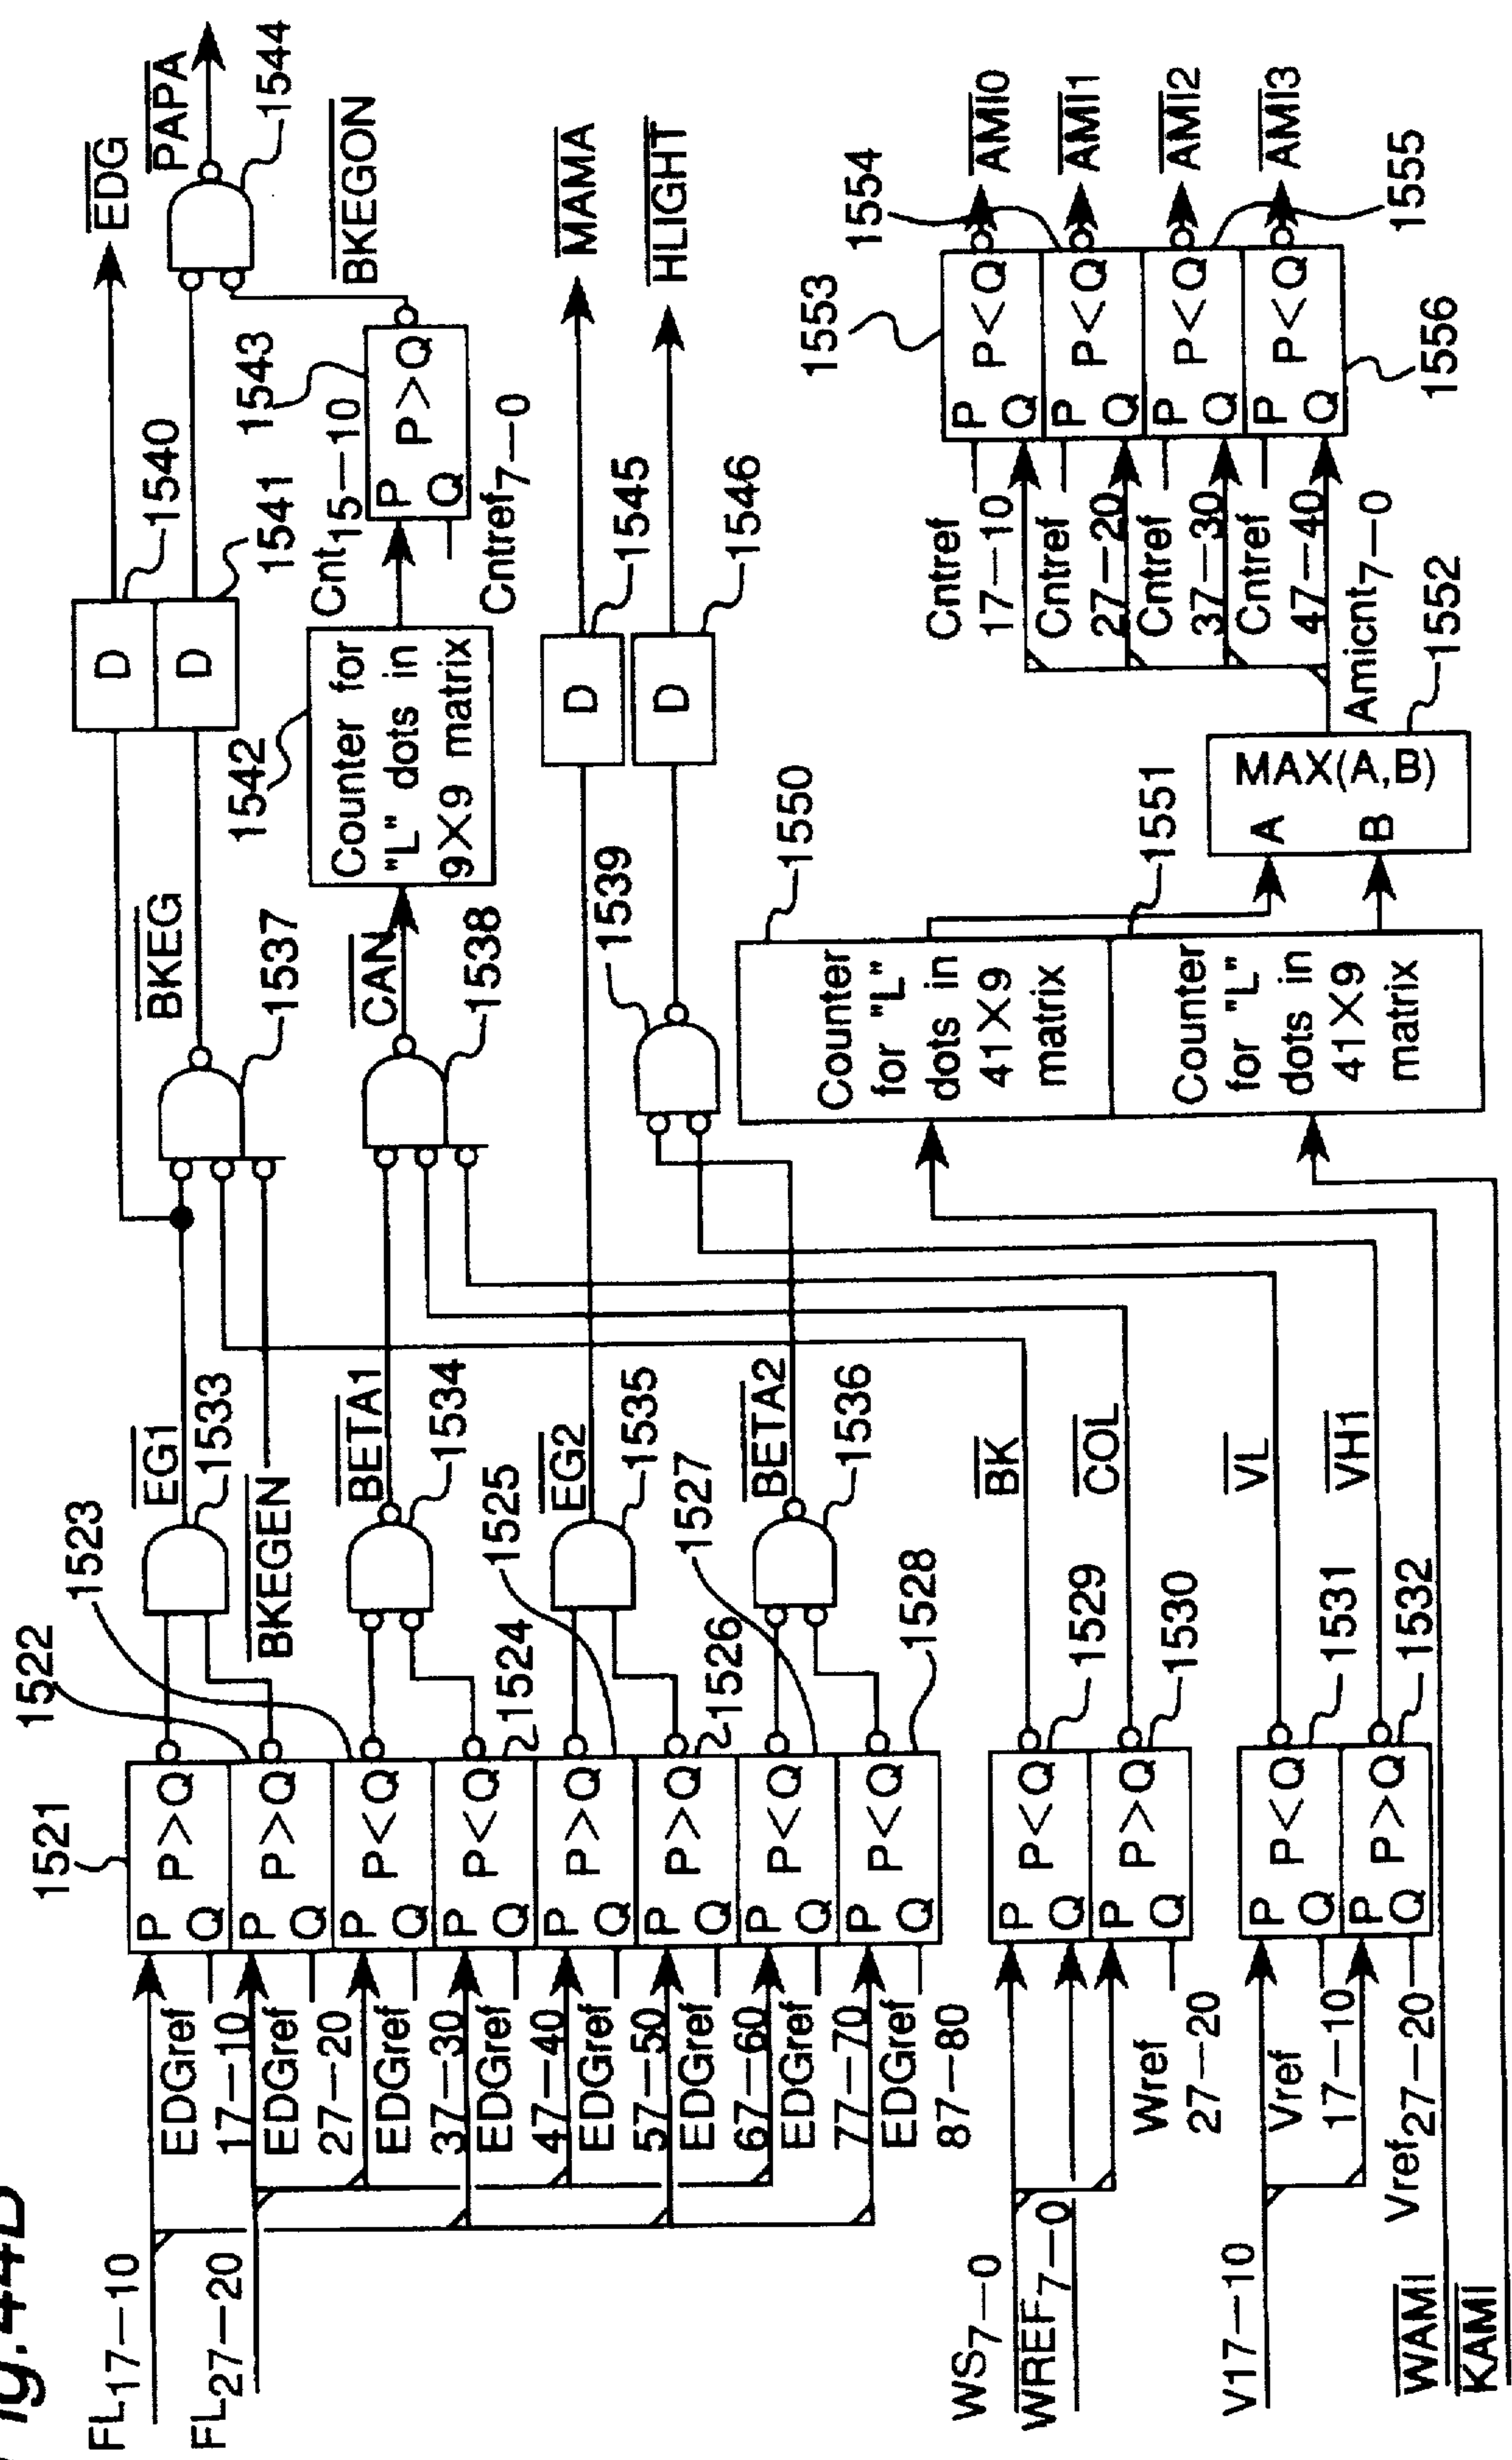 Fig.44B
FL17—10
FL27—20
EDGref
17—10
EDGref
27—20
EDGref
37—30
EDGref
47—40
EDGref
57—50
EDGref
67—60
EDGref
77—70
EDGref
87—80
WS7—0
WREF7—0
Wref
27—20
V17—10
Vref
17—10
Vref27—20
WAMI
KAMI
1521
1522
1523
1524
1525
1526
1527
1528
P
Q
P>Q
P
Q
P>Q
P
Q
P<Q
P
Q
P<Q
P
Q
P>Q
P
Q
P>Q
P
Q
P<Q
P
Q
P<Q
P
Q
P<Q
1529
P
Q
P>Q
1530
P
Q
P<Q
1531
P
Q
P>Q
1532
EG1
1533
BKEGEN
BETA1
1534
EG2
1535
BETA2
1536
BK
COL
VL
VH1
BKEG
1537
CAN
1538
1539
1542
Counter for
"L" dots in
9×9 matrix
1550
Counter
for "L"
dots in
41×9
matrix
1551
Counter
for "L"
dots in
41×9
matrix
D
1540
D
1541
Cnt15—10
P
Q
P>Q
1543
Cntref7—0
D
1545
D
1546
MAX(A,B)
A
B
1552
Amicnt7—0
Cntref
17—10
Cntref
27—20
Cntref
37—30
Cntref
47—40
1553
P
Q
P<Q
1554
P
Q
P<Q
P
Q
P<Q
1555
P
Q
P<Q
1556
EDG
PAPA
1544
BKEGON
MAMA
HLIGHT
AMI0
AMI1
AMI2
AMI3